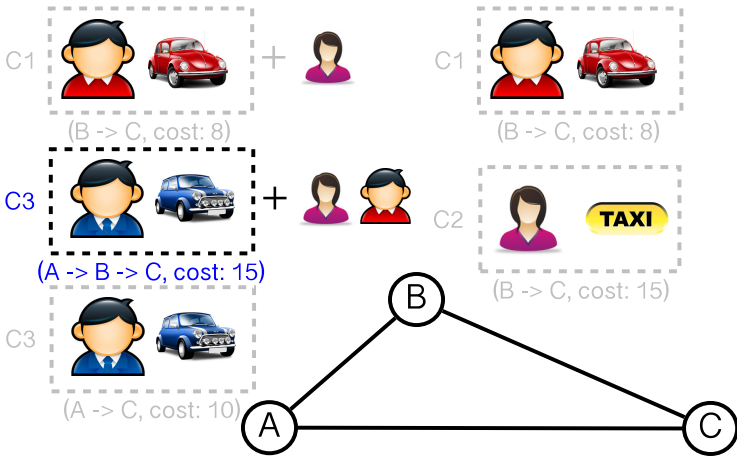 C1
+
C1
(B -> C, cost: 8)
(B -> C, cost: 8)
C3
+
C2
TAXI
(A -> B -> C, cost: 15)
(B -> C, cost: 15)
C3
(A -> C, cost: 10)
B
A
C